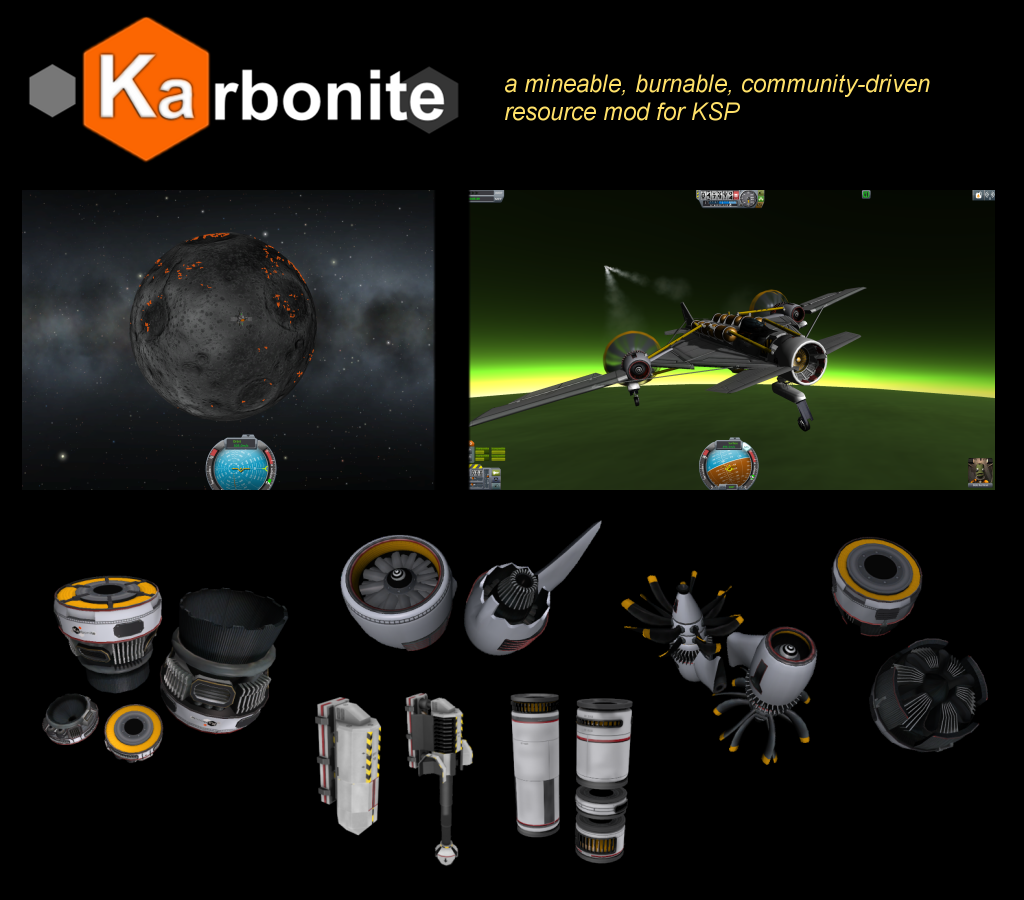 Karbonite
a mineable, burnable, community-driven
resource mod for KSP